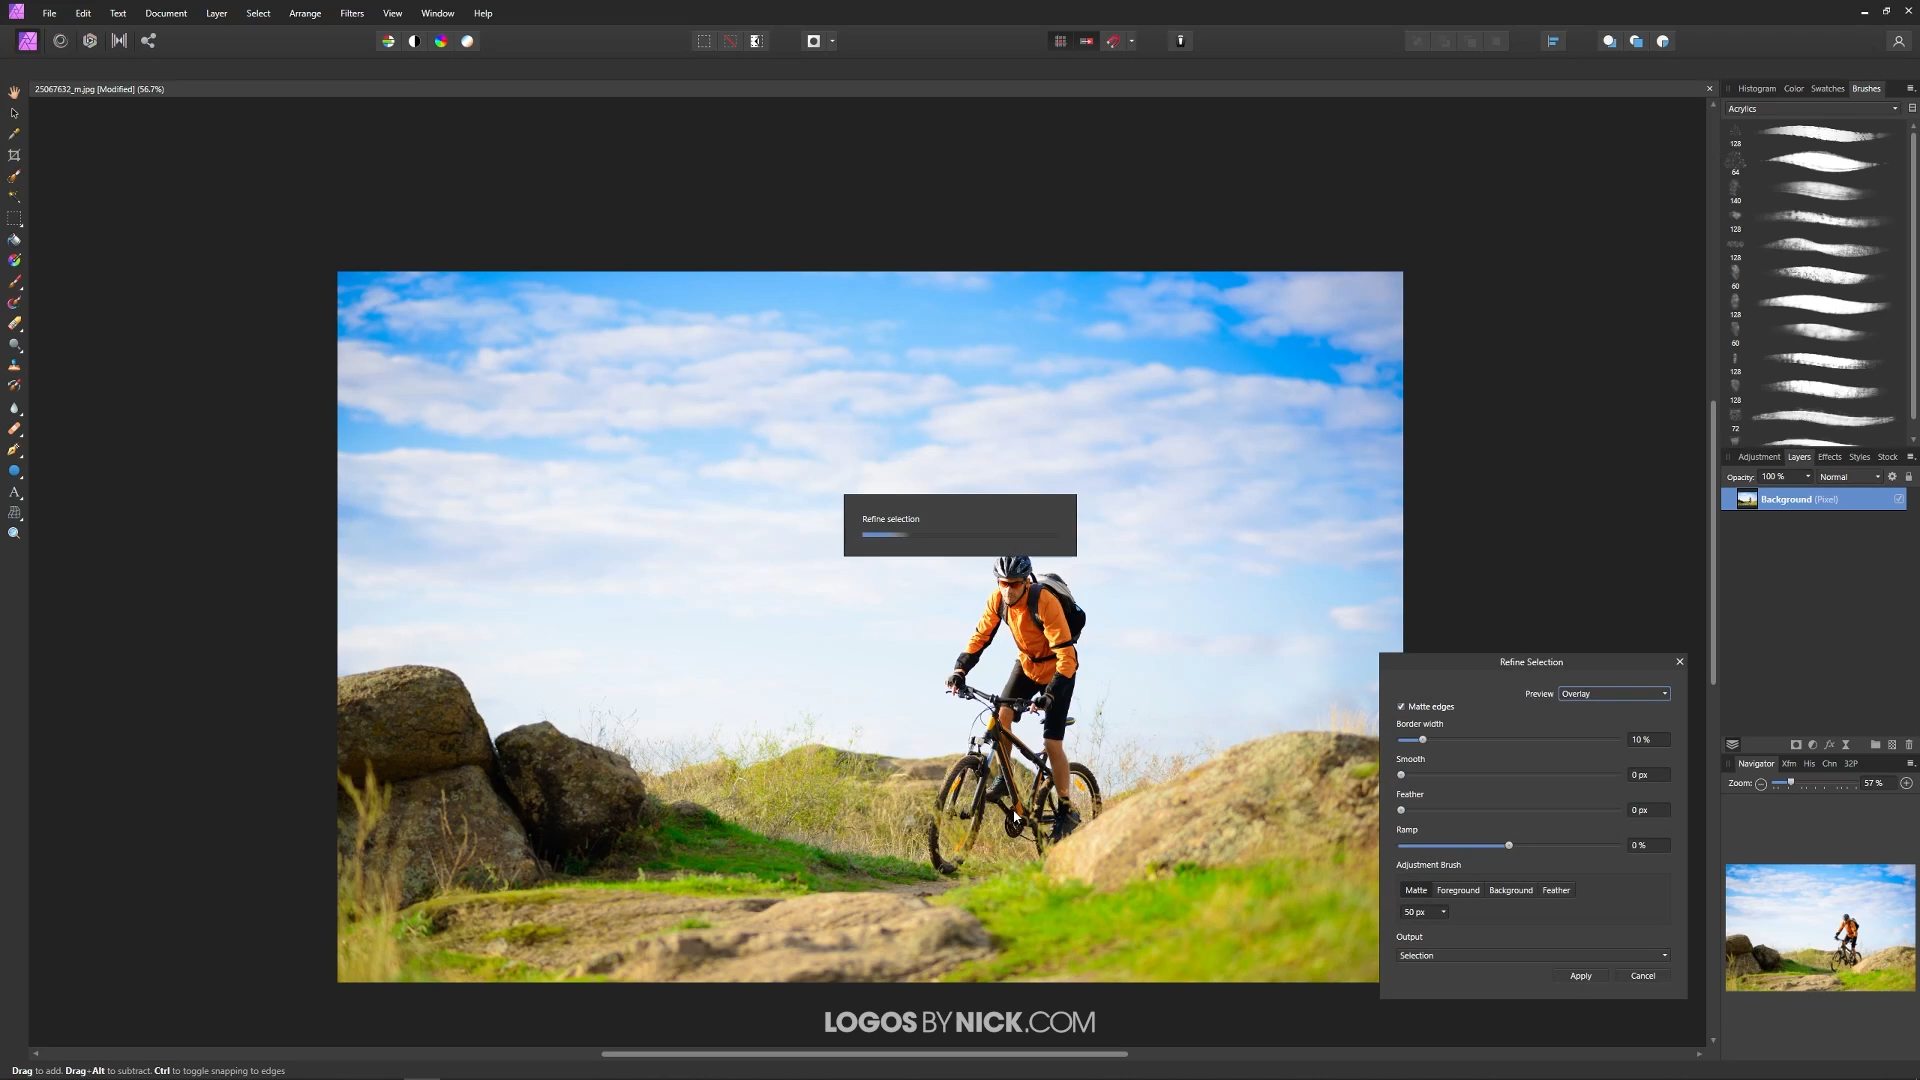 File Edit Text Document Layer Select Arrange Filters View Window Help
25067632_m.jpg [Modified] (56.7%)
Histogram Color Swatches Brushes
Acrylics
128
64
140
128
128
60
128
60
128
128
72
Adjustment Layers Effects Styles Stock
Opacity: 100 % Normal
Background (Pixel)
Refine selection
Refine Selection
Preview Overlay
Matte edges
Border width
10 %
Smooth
0 px
Feather
0 px
Ramp
0 %
Adjustment Brush
Matte Foreground Background Feather
50 px
Output
Selection
Apply Cancel
Navigator Xfm His Chn 32P
Zoom: 57 %
LOGOS BY NICK.COM
Drag to add. Drag+Alt to subtract. Ctrl to toggle snapping to edges